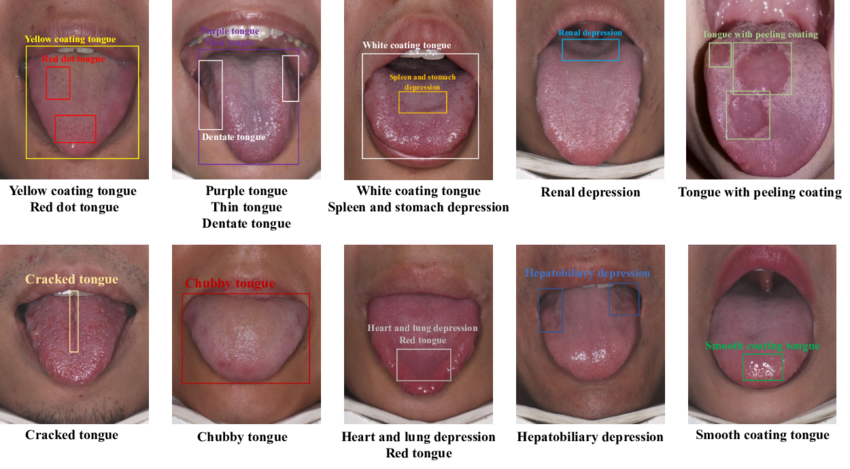 Yellow coating tongue
Red dot tongue
Purple tongue
Thin tongue
Dentate tongue
White coating tongue
Spleen and stomach
depression
Renal depression
Tongue with peeling coating
Yellow coating tongue
Red dot tongue
Purple tongue
Thin tongue
Dentate tongue
White coating tongue
Spleen and stomach depression
Renal depression
Tongue with peeling coating
Cracked tongue
Chubby tongue
Heart and lung depression
Red tongue
Hepatobiliary depression
Smooth coating tongue
Cracked tongue
Chubby tongue
Heart and lung depression
Red tongue
Hepatobiliary depression
Smooth coating tongue